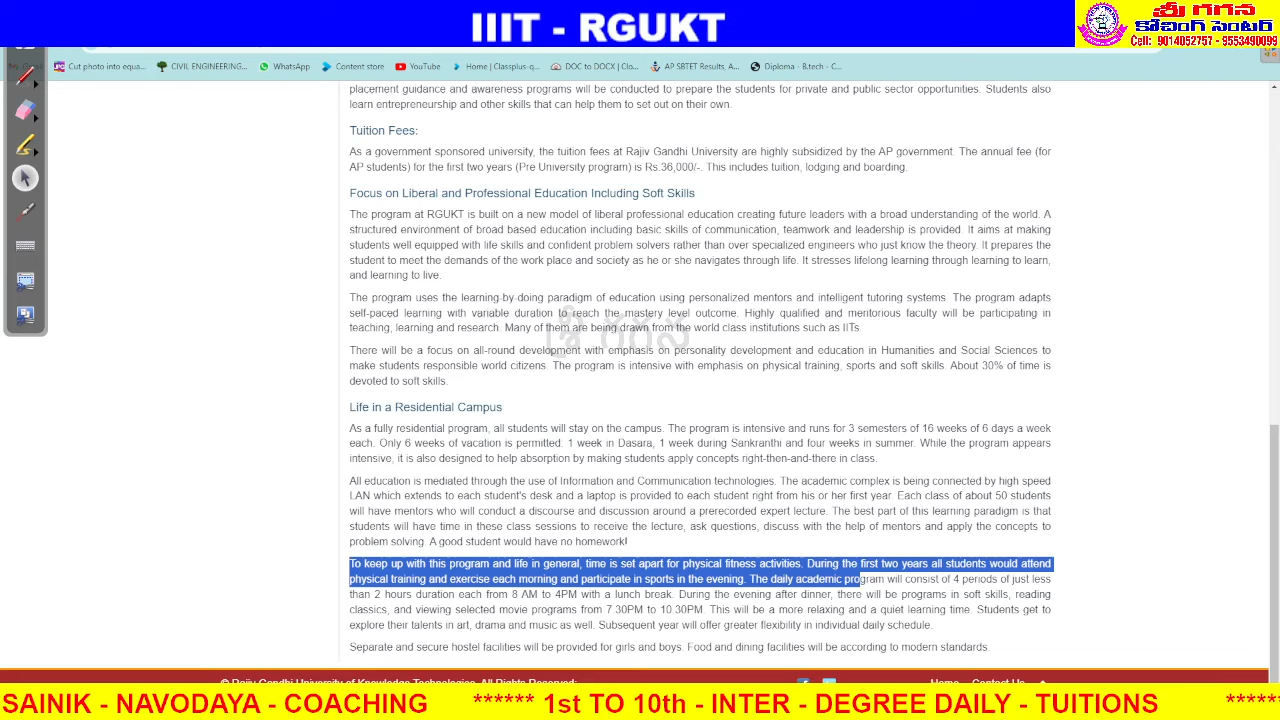 IIIT - RGUKT
శ్రీ గగన
కోచింగ్ సెంటర్
Cell: 9014052757 - 9553490099
Cut photo into equa...
CIVIL ENGINEERING...
WhatsApp
Content store
YouTube
Home | Classplus-q...
DOC to DOCX | Clo...
AP SBTET Results, A...
Diploma - B.tech - C...
placement guidance and awareness programs will be conducted to prepare the students for private and public sector opportunities. Students also
learn entrepreneurship and other skills that can help them to set out on their own.
Tuition Fees:
As a government sponsored university, the tuition fees at Rajiv Gandhi University are highly subsidized by the AP government. The annual fee (for
AP students) for the first two years (Pre University program) is Rs.36,000/-. This includes tuition, lodging and boarding.
Focus on Liberal and Professional Education Including Soft Skills
The program at RGUKT is built on a new model of liberal professional education creating future leaders with a broad understanding of the world. A
structured environment of broad based education including basic skills of communication, teamwork and leadership is provided. It aims at making
students well equipped with life skills and confident problem solvers rather than over specialized engineers who just know the theory. It prepares the
student to meet the demands of the work place and society as he or she navigates through life. It stresses lifelong learning through learning to learn,
and learning to live.
The program uses the learning-by-doing paradigm of education using personalized mentors and intelligent tutoring systems. The program adapts
self-paced learning with variable duration to reach the mastery level outcome. Highly qualified and meritorious faculty will be participating in
teaching, learning and research. Many of them are being drawn from the world class institutions such as IITs.
శ్రీ గగన
There will be a focus on all-round development with emphasis on personality development and education in Humanities and Social Sciences to
make students responsible world citizens. The program is intensive with emphasis on physical training, sports and soft skills. About 30% of time is
devoted to soft skills.
Life in a Residential Campus
As a fully residential program, all students will stay on the campus. The program is intensive and runs for 3 semesters of 16 weeks of 6 days a week
each. Only 6 weeks of vacation is permitted: 1 week in Dasara, 1 week during Sankranthi and four weeks in summer. While the program appears
intensive, it is also designed to help absorption by making students apply concepts right-then-and-there in class.
All education is mediated through the use of Information and Communication technologies. The academic complex is being connected by high speed
LAN which extends to each student's desk and a laptop is provided to each student right from his or her first year. Each class of about 50 students
will have mentors who will conduct a discourse and discussion around a prerecorded expert lecture. The best part of this learning paradigm is that
students will have time in these class sessions to receive the lecture, ask questions, discuss with the help of mentors and apply the concepts to
problem solving. A good student would have no homework!
To keep up with this program and life in general, time is set apart for physical fitness activities. During the first two years all students would attend
physical training and exercise each morning and participate in sports in the evening. The daily academic program will consist of 4 periods of just less
than 2 hours duration each from 8 AM to 4PM with a lunch break. During the evening after dinner, there will be programs in soft skills, reading
classics, and viewing selected movie programs from 7.30PM to 10.30PM. This will be a more relaxing and a quiet learning time. Students get to
explore their talents in art, drama and music as well. Subsequent year will offer greater flexibility in individual daily schedule.
Separate and secure hostel facilities will be provided for girls and boys. Food and dining facilities will be according to modern standards.
© Rajiv Gandhi University of Knowledge Technologies. All Rights Reserved.
Home
Contact Us
SAINIK - NAVODAYA - COACHING ****** 1st TO 10th - INTER - DEGREE DAILY - TUITIONS ******